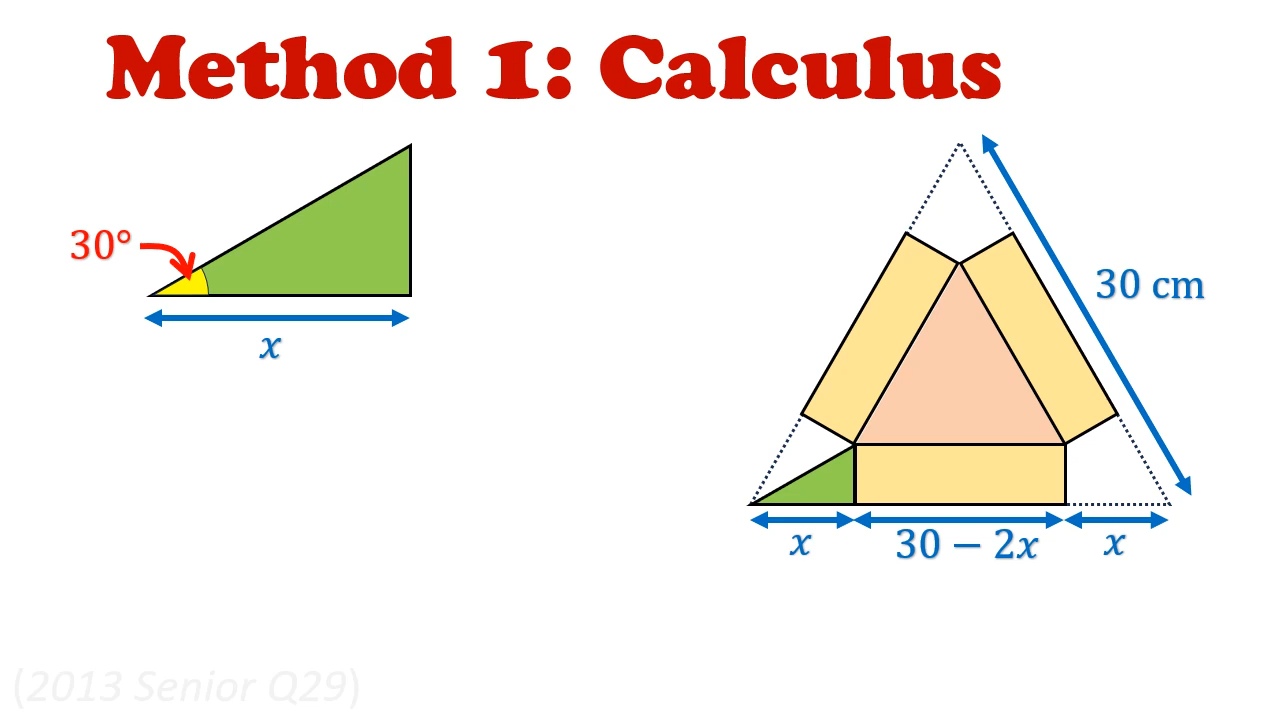 Method 1: Calculus
30°
x
30 cm
x
30 − 2x
x
(2013 Senior Q29)